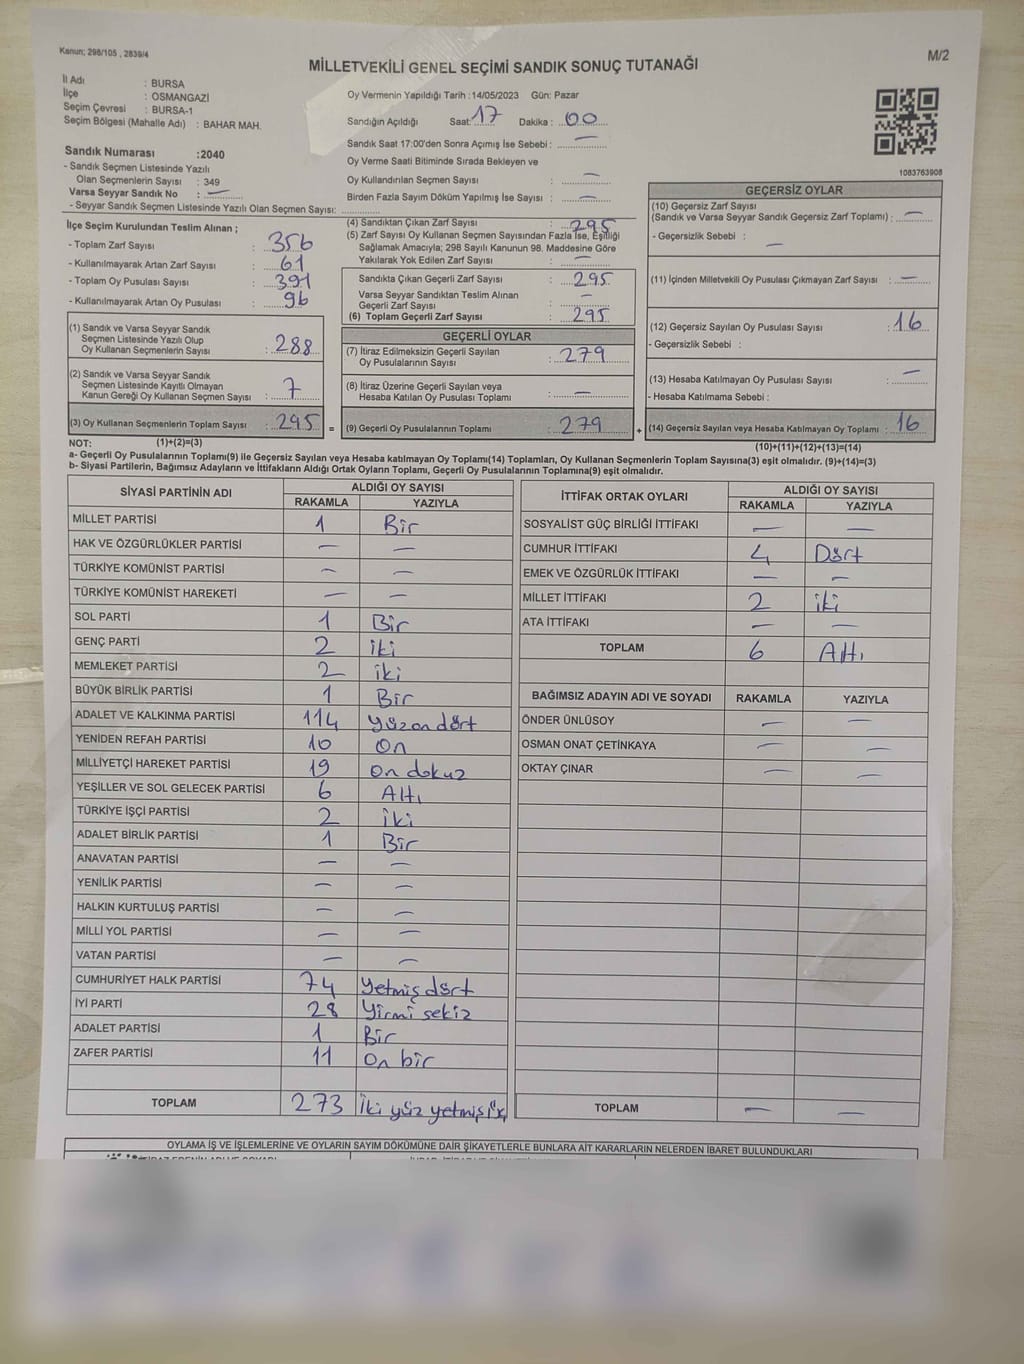 Kanun; 298/105 , 2839/4
M/2
MİLLETVEKİLİ GENEL SEÇİMİ SANDIK SONUÇ TUTANAĞI
İl Adı : BURSA
İlçe : OSMANGAZİ
Seçim Çevresi : BURSA-1
Seçim Bölgesi (Mahalle Adı) : BAHAR MAH.
Oy Vermenin Yapıldığı Tarih :14/05/2023 Gün: Pazar
Sandığın Açıldığı Saat: 17 Dakika : 00
Sandık Saat 17:00'den Sonra Açımış İse Sebebi : —
Oy Verme Saati Bitiminde Sırada Bekleyen ve
Oy Kullandırılan Seçmen Sayısı : —
Birden Fazla Sayım Döküm Yapılmış İse Sayısı : —
1083763908
Sandık Numarası :2040
- Sandık Seçmen Listesinde Yazılı
Olan Seçmenlerin Sayısı : 349
Varsa Seyyar Sandık No : —
- Seyyar Sandık Seçmen Listesinde Yazılı Olan Seçmen Sayısı:
İlçe Seçim Kurulundan Teslim Alınan ;
- Toplam Zarf Sayısı : 356
- Kullanılmayarak Artan Zarf Sayısı : 61
- Toplam Oy Pusulası Sayısı : 391
- Kullanılmayarak Artan Oy Pusulası : 96
(1) Sandık ve Varsa Seyyar Sandık
Seçmen Listesinde Yazılı Olup
Oy Kullanan Seçmenlerin Sayısı : 288
(2) Sandık ve Varsa Seyyar Sandık
Seçmen Listesinde Kayıtlı Olmayan
Kanun Gereği Oy Kullanan Seçmen Sayısı : 7
(3) Oy Kullanan Seçmenlerin Toplam Sayısı : 295 =
(4) Sandıktan Çıkan Zarf Sayısı : 295
(5) Zarf Sayısı Oy Kullanan Seçmen Sayısından Fazla İse, Eşitliği
Sağlamak Amacıyla; 298 Sayılı Kanunun 98. Maddesine Göre
Yakılarak Yok Edilen Zarf Sayısı : —
Sandıkta Çıkan Geçerli Zarf Sayısı : 295
Varsa Seyyar Sandıktan Teslim Alınan
Geçerli Zarf Sayısı : —
(6) Toplam Geçerli Zarf Sayısı : 295
GEÇERLİ OYLAR
(7) İtiraz Edilmeksizin Geçerli Sayılan
Oy Pusulalarının Sayısı : 279
(8) İtiraz Üzerine Geçerli Sayılan veya
Hesaba Katılan Oy Pusulası Toplamı : —
(9) Geçerli Oy Pusulalarının Toplamı : 279 +
GEÇERSİZ OYLAR
(10) Geçersiz Zarf Sayısı
(Sandık ve Varsa Seyyar Sandık Geçersiz Zarf Toplamı) : —
- Geçersizlik Sebebi : —
(11) İçinden Milletvekili Oy Pusulası Çıkmayan Zarf Sayısı : —
(12) Geçersiz Sayılan Oy Pusulası Sayısı : 16
- Geçersizlik Sebebi :
(13) Hesaba Katılmayan Oy Pusulası Sayısı : —
- Hesaba Katılmama Sebebi :
(14) Geçersiz Sayılan veya Hesaba Katılmayan Oy Toplamı : 16
NOT: (1)+(2)=(3) (10)+(11)+(12)+(13)=(14)
a- Geçerli Oy Pusulalarının Toplamı(9) ile Geçersiz Sayılan veya Hesaba katılmayan Oy Toplamı(14) Toplamları, Oy Kullanan Seçmenlerin Toplam Sayısına(3) eşit olmalıdır. (9)+(14)=(3)
b- Siyasi Partilerin, Bağımsız Adayların ve İttifakların Aldığı Ortak Oyların Toplamı, Geçerli Oy Pusulalarının Toplamına(9) eşit olmalıdır.
SİYASİ PARTİNİN ADI ALDIĞI OY SAYISI
RAKAMLA YAZIYLA
MİLLET PARTİSİ 1 Bir
HAK VE ÖZGÜRLÜKLER PARTİSİ — —
TÜRKİYE KOMÜNİST PARTİSİ — —
TÜRKİYE KOMÜNİST HAREKETİ — —
SOL PARTİ 1 Bir
GENÇ PARTİ 2 iki
MEMLEKET PARTİSİ 2 iki
BÜYÜK BİRLİK PARTİSİ 1 Bir
ADALET VE KALKINMA PARTİSİ 114 Yüzondört
YENİDEN REFAH PARTİSİ 10 On
MİLLİYETÇİ HAREKET PARTİSİ 19 On dokuz
YEŞİLLER VE SOL GELECEK PARTİSİ 6 Altı
TÜRKİYE İŞÇİ PARTİSİ 2 iki
ADALET BİRLİK PARTİSİ 1 Bir
ANAVATAN PARTİSİ — —
YENİLİK PARTİSİ — —
HALKIN KURTULUŞ PARTİSİ — —
MİLLİ YOL PARTİSİ — —
VATAN PARTİSİ — —
CUMHURİYET HALK PARTİSİ 74 Yetmiş dört
İYİ PARTİ 28 Yirmi sekiz
ADALET PARTİSİ 1 Bir
ZAFER PARTİSİ 11 On bir
TOPLAM 273 İki yüz yetmiş üç
İTTİFAK ORTAK OYLARI ALDIĞI OY SAYISI
RAKAMLA YAZIYLA
SOSYALİST GÜÇ BİRLİĞİ İTTİFAKI — —
CUMHUR İTTİFAKI 4 Dört
EMEK VE ÖZGÜRLÜK İTTİFAKI — —
MİLLET İTTİFAKI 2 iki
ATA İTTİFAKI — —
TOPLAM 6 Altı
BAĞIMSIZ ADAYIN ADI VE SOYADI RAKAMLA YAZIYLA
ÖNDER ÜNLÜSOY — —
OSMAN ONAT ÇETİNKAYA — —
OKTAY ÇINAR — —
TOPLAM — —
OYLAMA İŞ VE İŞLEMLERİNE VE OYLARIN SAYIM DÖKÜMÜNE DAİR ŞİKAYETLERLE BUNLARA AİT KARARLARIN NELERDEN İBARET BULUNDUKLARI